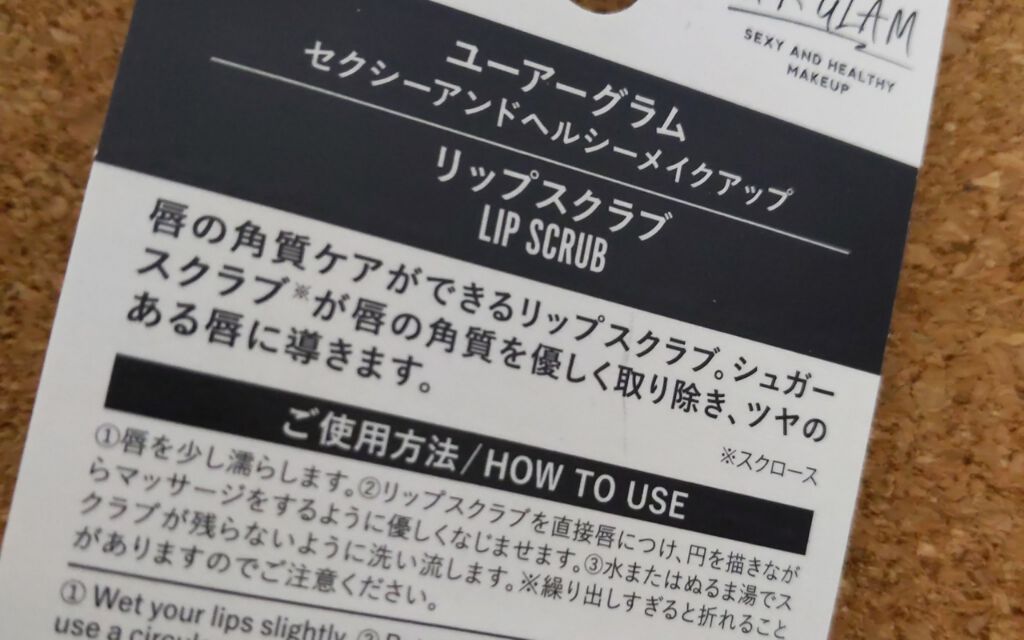 GLAM
SEXY AND HEALTHY
MAKEUP
ユーアーグラム
セクシーアンドヘルシーメイクアップ
リップスクラブ
LIP SCRUB
唇の角質ケアができるリップスクラブ。シュガー
スクラブ※が唇の角質を優しく取り除き、ツヤの
ある唇に導きます。
※スクロース
ご使用方法/HOW TO USE
①唇を少し濡らします。②リップスクラブを直接唇につけ、円を描きなが
らマッサージをするように優しくなじませます。③水またはぬるま湯でス
クラブが残らないように洗い流します。※繰り出しすぎると折れること
がありますのでご注意ください。
① Wet your lips slightly. ②
use a